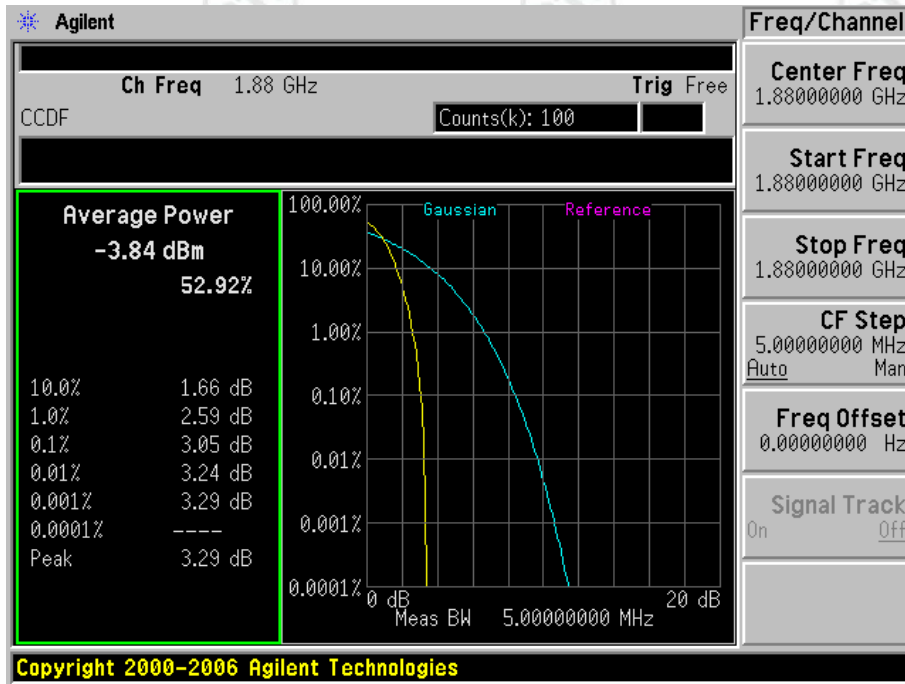 Agilent
Freq/Channel
Ch Freq 1.88 GHz Trig Free
CCDF Counts(k): 100
Average Power
-3.84 dBm
52.92%
10.0% 1.66 dB
1.0% 2.59 dB
0.1% 3.05 dB
0.01% 3.24 dB
0.001% 3.29 dB
0.0001% ----
Peak 3.29 dB
Gaussian Reference
100.00%
10.00%
1.00%
0.10%
0.01%
0.001%
0.0001%
0 dB 20 dB
Meas BW 5.00000000 MHz
Center Freq
1.88000000 GHz
Start Freq
1.88000000 GHz
Stop Freq
1.88000000 GHz
CF Step
5.00000000 MHz
Auto Man
Freq Offset
0.00000000 Hz
Signal Track
On Off
Copyright 2000-2006 Agilent Technologies